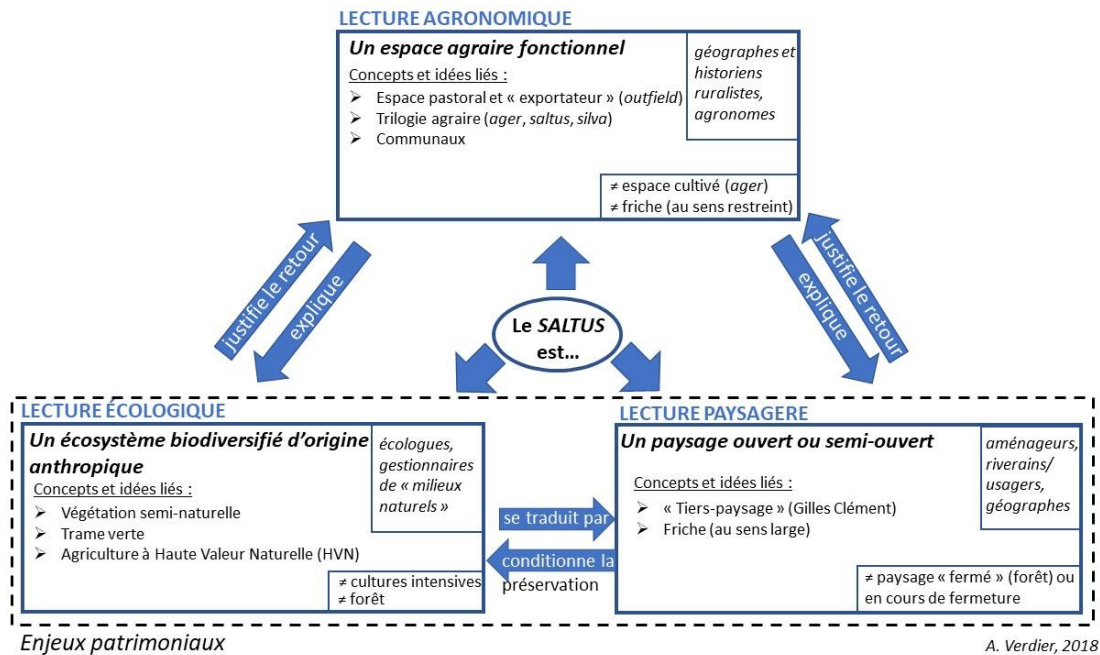 LECTURE AGRONOMIQUE
Un espace agraire fonctionnel
Concepts et idées liés :
➤ Espace pastoral et « exportateur » (outfield)
➤ Trilogie agraire (ager, saltus, silva)
➤ Communaux
géographes et
historiens
ruralistes,
agronomes
≠ espace cultivé (ager)
≠ friche (au sens restreint)
justifie le retour
explique
explique
justifie le retour
Le SALTUS
est...
LECTURE ÉCOLOGIQUE
Un écosystème biodiversifié d’origine
anthropique
Concepts et idées liés :
➤ Végétation semi-naturelle
➤ Trame verte
➤ Agriculture à Haute Valeur Naturelle (HVN)
écologues,
gestionnaires
de « milieux
naturels »
≠ cultures intensives
≠ forêt
se traduit par
conditionne la
préservation
LECTURE PAYSAGERE
Un paysage ouvert ou semi-ouvert
Concepts et idées liés :
➤ « Tiers-paysage » (Gilles Clément)
➤ Friche (au sens large)
aménageurs,
riverains/
usagers,
géographes
≠ paysage « fermé » (forêt) ou
en cours de fermeture
Enjeux patrimoniaux
A. Verdier, 2018